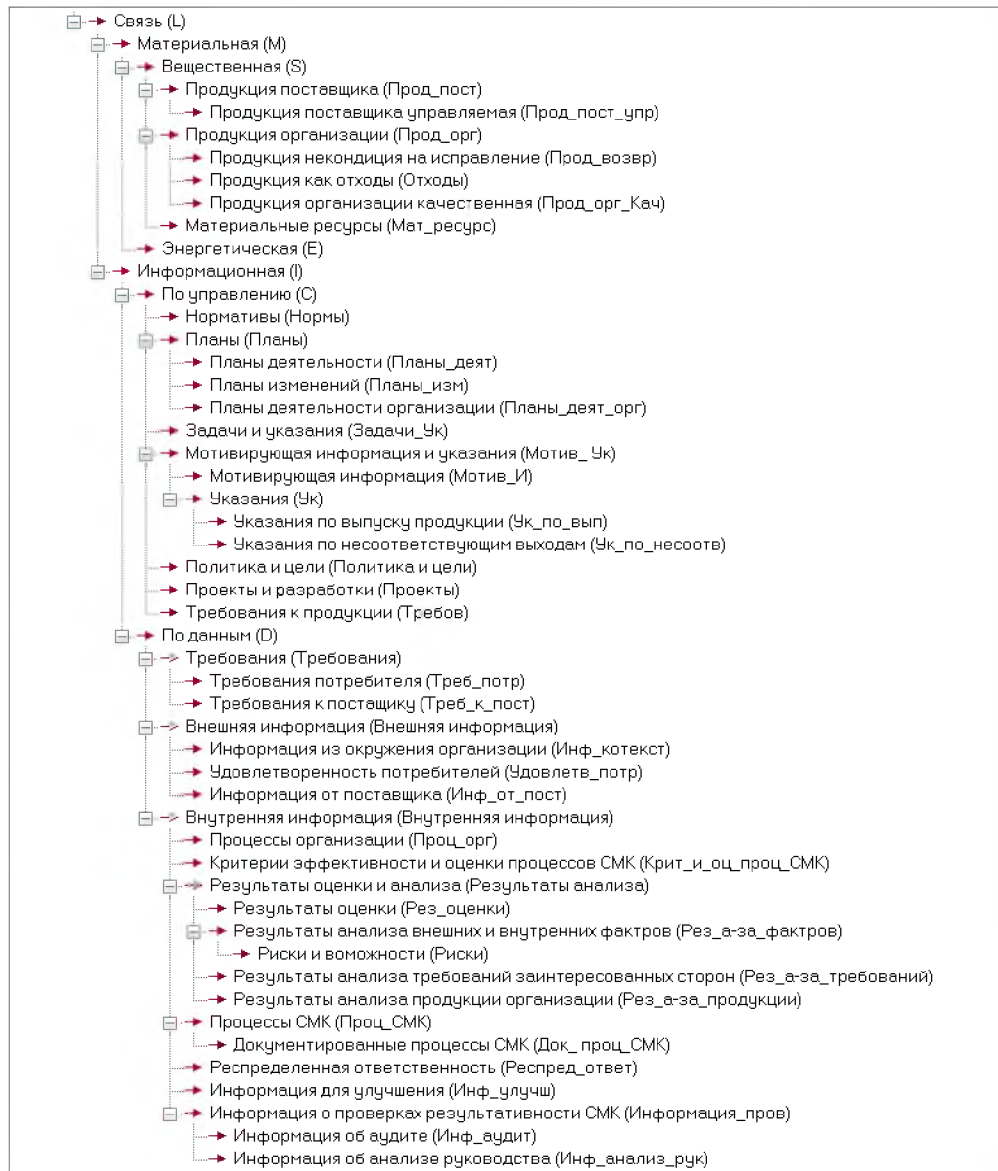 Связь (L)
Материальная (M)
Вещественная (S)
Продукция поставщика (Прод_пост)
Продукция поставщика управляемая (Прод_пост_упр)
Продукция организации (Прод_орг)
Продукция некондиция на исправление (Прод_возвр)
Продукция как отходы (Отходы)
Продукция организации качественная (Прод_орг_Кач)
Материальные ресурсы (Мат_ресурс)
Энергетическая (E)
Информационная (I)
По управлению (C)
Нормативы (Нормы)
Планы (Планы)
Планы деятельности (Планы_деят)
Планы изменений (Планы_изм)
Планы деятельности организации (Планы_деят_орг)
Задачи и указания (Задачи_Ук)
Мотивирующая информация и указания (Мотив_ Ук)
Мотивирующая информация (Мотив_И)
Указания (Ук)
Указания по выпуску продукции (Ук_по_вып)
Указания по несоответствующим выходам (Ук_по_несоотв)
Политика и цели (Политика и цели)
Проекты и разработки (Проекты)
Требования к продукции (Требов)
По данным (D)
Требования (Требования)
Требования потребителя (Треб_потр)
Требования к постащику (Треб_к_пост)
Внешняя информация (Внешняя информация)
Информация из окружения организации (Инф_котекст)
Удовлетворенность потребителей (Удовлетв_потр)
Информация от поставщика (Инф_от_пост)
Внутренняя информация (Внутренняя информация)
Процессы организации (Проц_орг)
Критерии эффективности и оценки процессов СМК (Крит_и_оц_проц_СМК)
Результаты оценки и анализа (Результаты анализа)
Результаты оценки (Рез_оценки)
Результаты анализа внешних и внутренних фактров (Рез_а-за_фактров)
Риски и воможности (Риски)
Результаты анализа требований заинтересованных сторон (Рез_а-за_требований)
Результаты анализа продукции организации (Рез_а-за_продукции)
Процессы СМК (Проц_СМК)
Документированные процессы СМК (Док_ проц_СМК)
Респределенная ответственность (Респред_ответ)
Информация для улучшения (Инф_улучш)
Информация о проверках результативности СМК (Информация_пров)
Информация об аудите (Инф_аудит)
Информация об анализе руководства (Инф_анализ_рук)